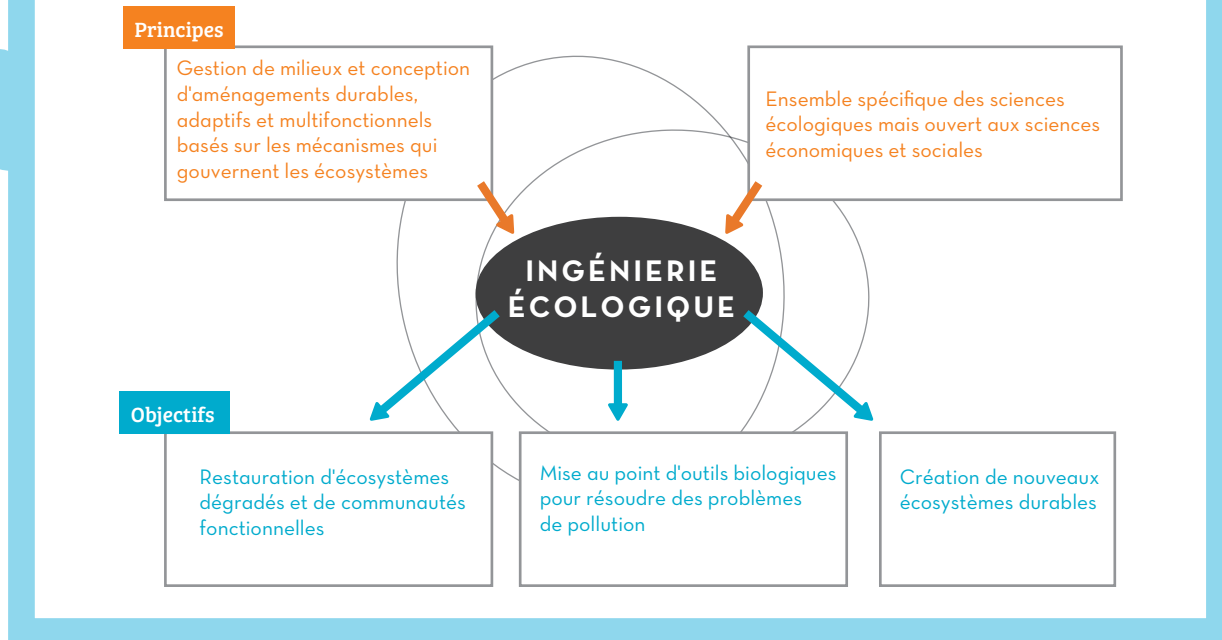 Principes
Gestion de milieux et conception
d'aménagements durables,
adaptifs et multifonctionnels
basés sur les mécanismes qui
gouvernent les écosystèmes
Ensemble spécifique des sciences
écologiques mais ouvert aux sciences
économiques et sociales
INGÉNIERIE
ÉCOLOGIQUE
Objectifs
Restauration d'écosystèmes
dégradés et de communautés
fonctionnelles
Mise au point d'outils biologiques
pour résoudre des problèmes
de pollution
Création de nouveaux
écosystèmes durables